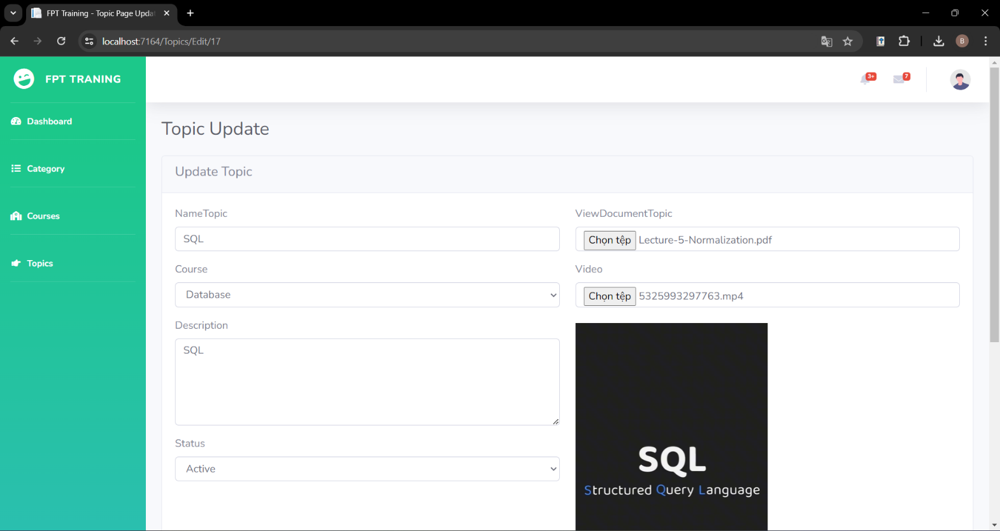 FPT Training - Topic Page Updat
localhost:7164/Topics/Edit/17
B
FPT TRANING
3+
7
Dashboard
Category
Courses
Topics
Topic Update
Update Topic
NameTopic
SQL
Course
Database
Description
SQL
Status
Active
ViewDocumentTopic
Chọn tệp Lecture-5-Normalization.pdf
Video
Chọn tệp 5325993297763.mp4
SQL
Structured Query Language